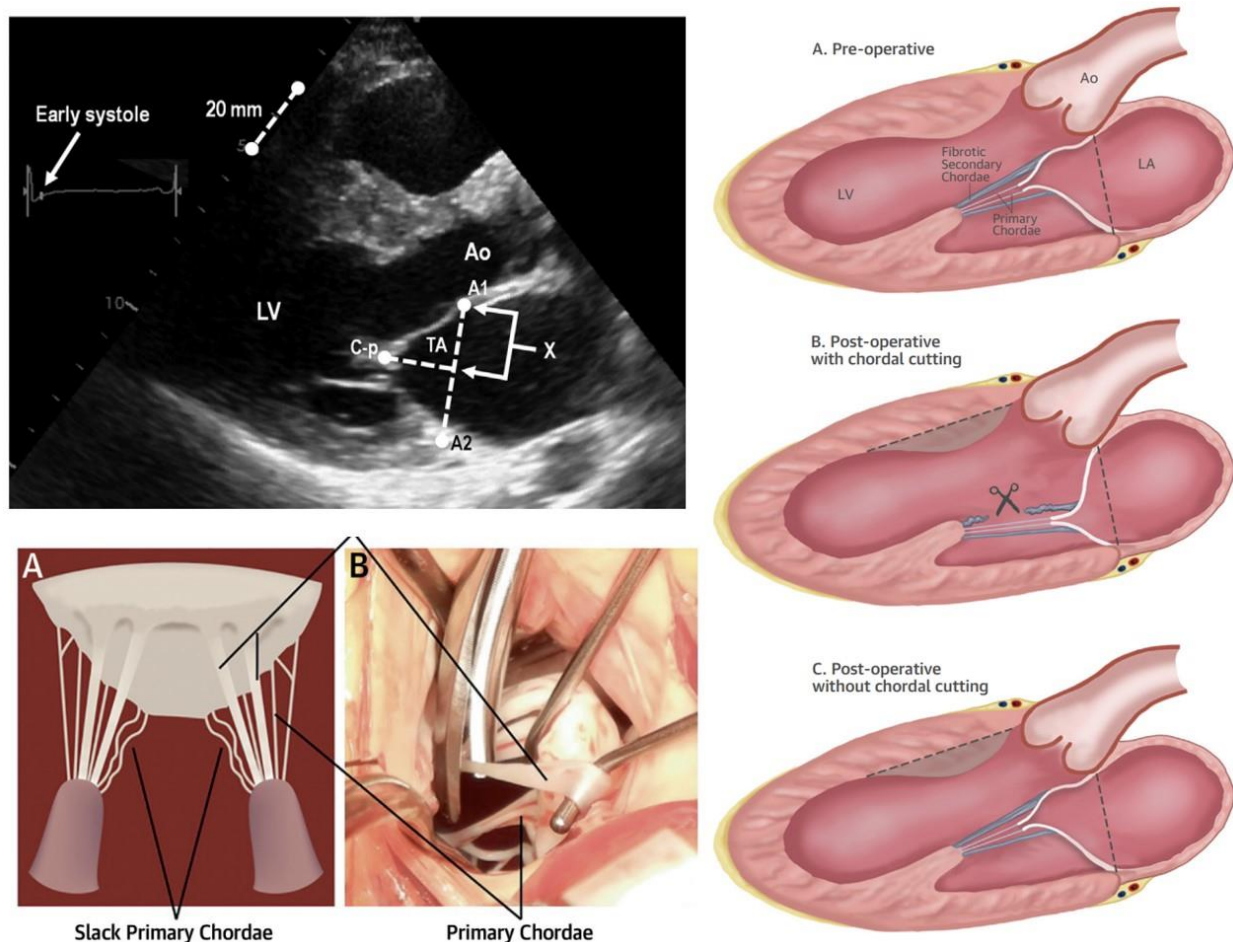 Early systole
20 mm
5
10
LV
Ao
A1
C-p
TA
X
A2
A
B
Slack Primary Chordae
Primary Chordae
A. Pre-operative
Ao
Fibrotic
Secondary
Chordae
LV
LA
Primary
Chordae
B. Post-operative
with chordal cutting
C. Post-operative
without chordal cutting